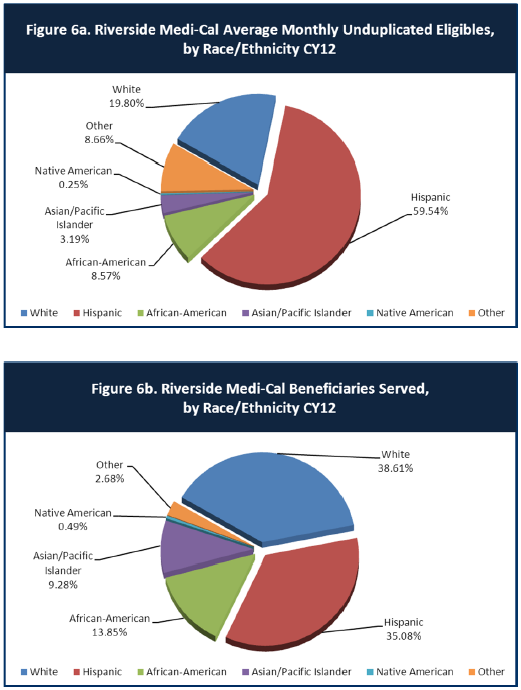 Figure 6a. Riverside Medi-Cal Average Monthly Unduplicated Eligibles,
by Race/Ethnicity CY12
White
19.80%
Other
8.66%
Native American
0.25%
Asian/Pacific
Islander
3.19%
African-American
8.57%
Hispanic
59.54%
White Hispanic African-American Asian/Pacific Islander Native American Other
Figure 6b. Riverside Medi-Cal Beneficiaries Served,
by Race/Ethnicity CY12
White
38.61%
Other
2.68%
Native American
0.49%
Asian/Pacific
Islander
9.28%
African-American
13.85%
Hispanic
35.08%
White Hispanic African-American Asian/Pacific Islander Native American Other